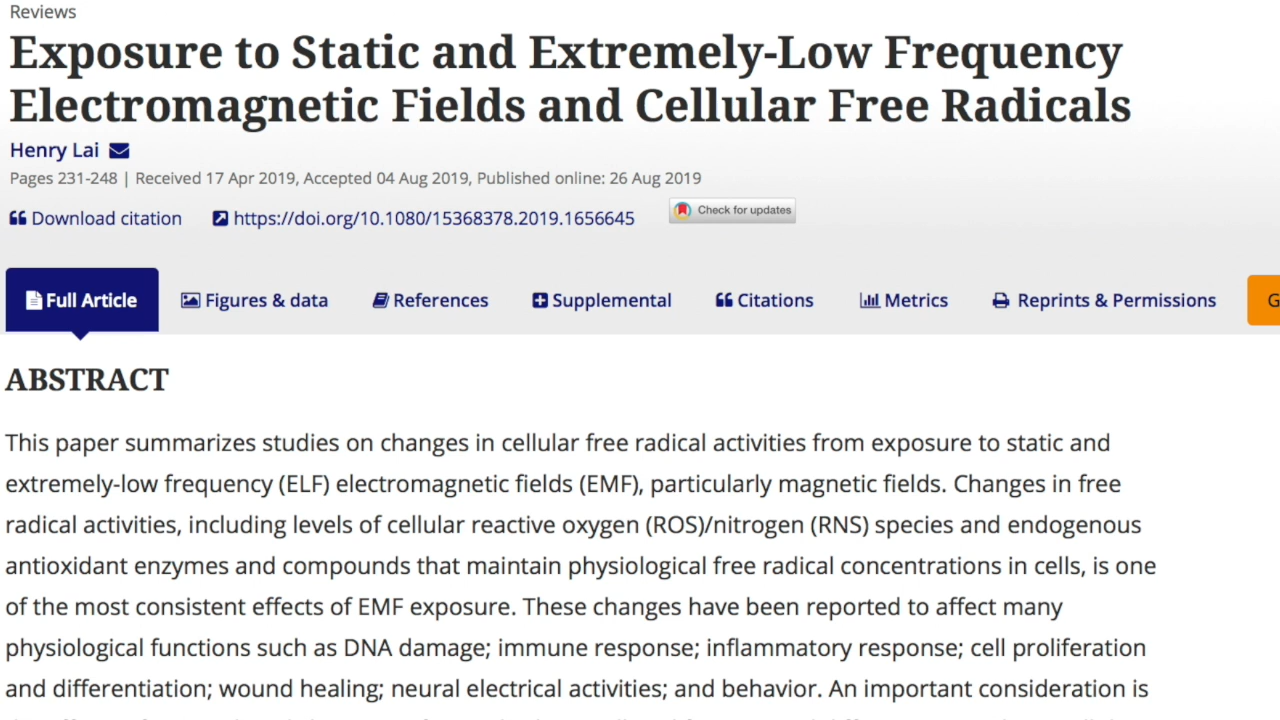 Reviews
Exposure to Static and Extremely-Low Frequency
Electromagnetic Fields and Cellular Free Radicals
Henry Lai
Pages 231-248 | Received 17 Apr 2019, Accepted 04 Aug 2019, Published online: 26 Aug 2019
Download citation https://doi.org/10.1080/15368378.2019.1656645 Check for updates
Full Article Figures & data References Supplemental Citations Metrics Reprints & Permissions G
ABSTRACT
This paper summarizes studies on changes in cellular free radical activities from exposure to static and
extremely-low frequency (ELF) electromagnetic fields (EMF), particularly magnetic fields. Changes in free
radical activities, including levels of cellular reactive oxygen (ROS)/nitrogen (RNS) species and endogenous
antioxidant enzymes and compounds that maintain physiological free radical concentrations in cells, is one
of the most consistent effects of EMF exposure. These changes have been reported to affect many
physiological functions such as DNA damage; immune response; inflammatory response; cell proliferation
and differentiation; wound healing; neural electrical activities; and behavior. An important consideration is